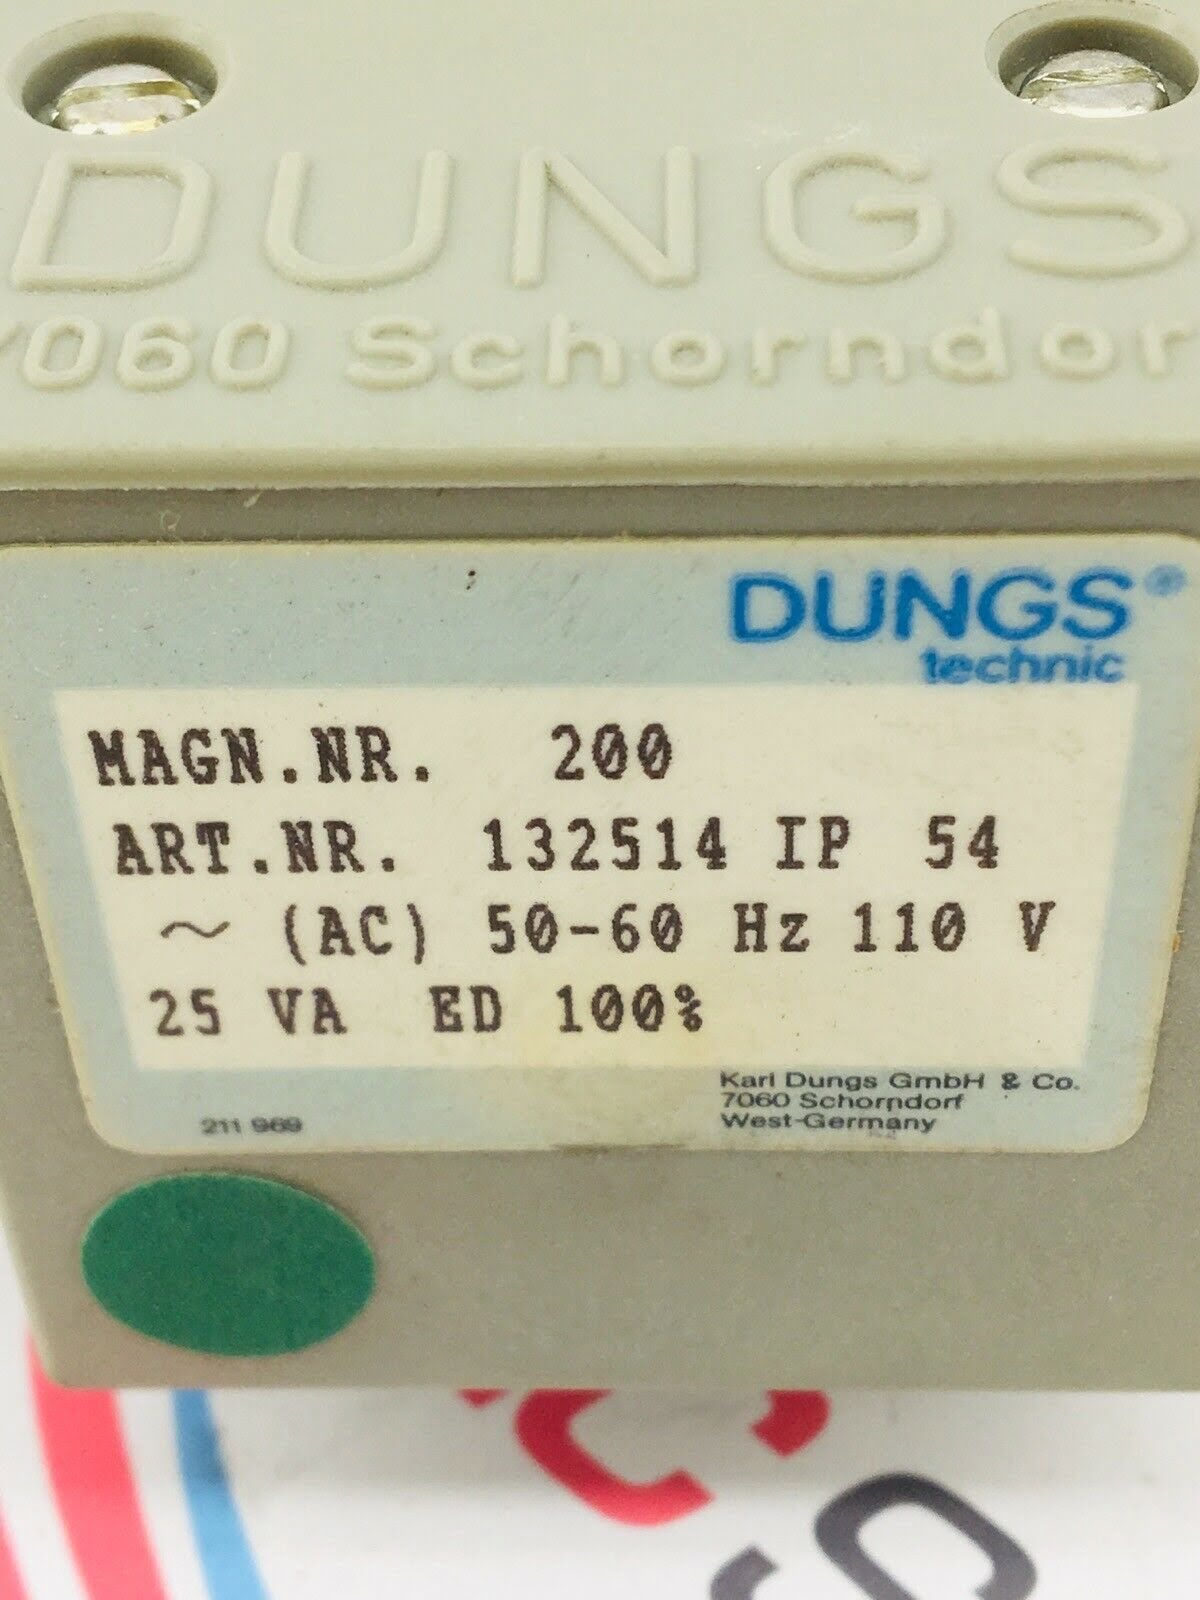 DUNGS
7060 Schorndor
DUNGS®
technic
MAGN.NR. 200
ART.NR. 132514 IP 54
~ (AC) 50-60 Hz 110 V
25 VA ED 100%
Karl Dungs GmbH & Co.
7060 Schorndorf
West-Germany
211 969